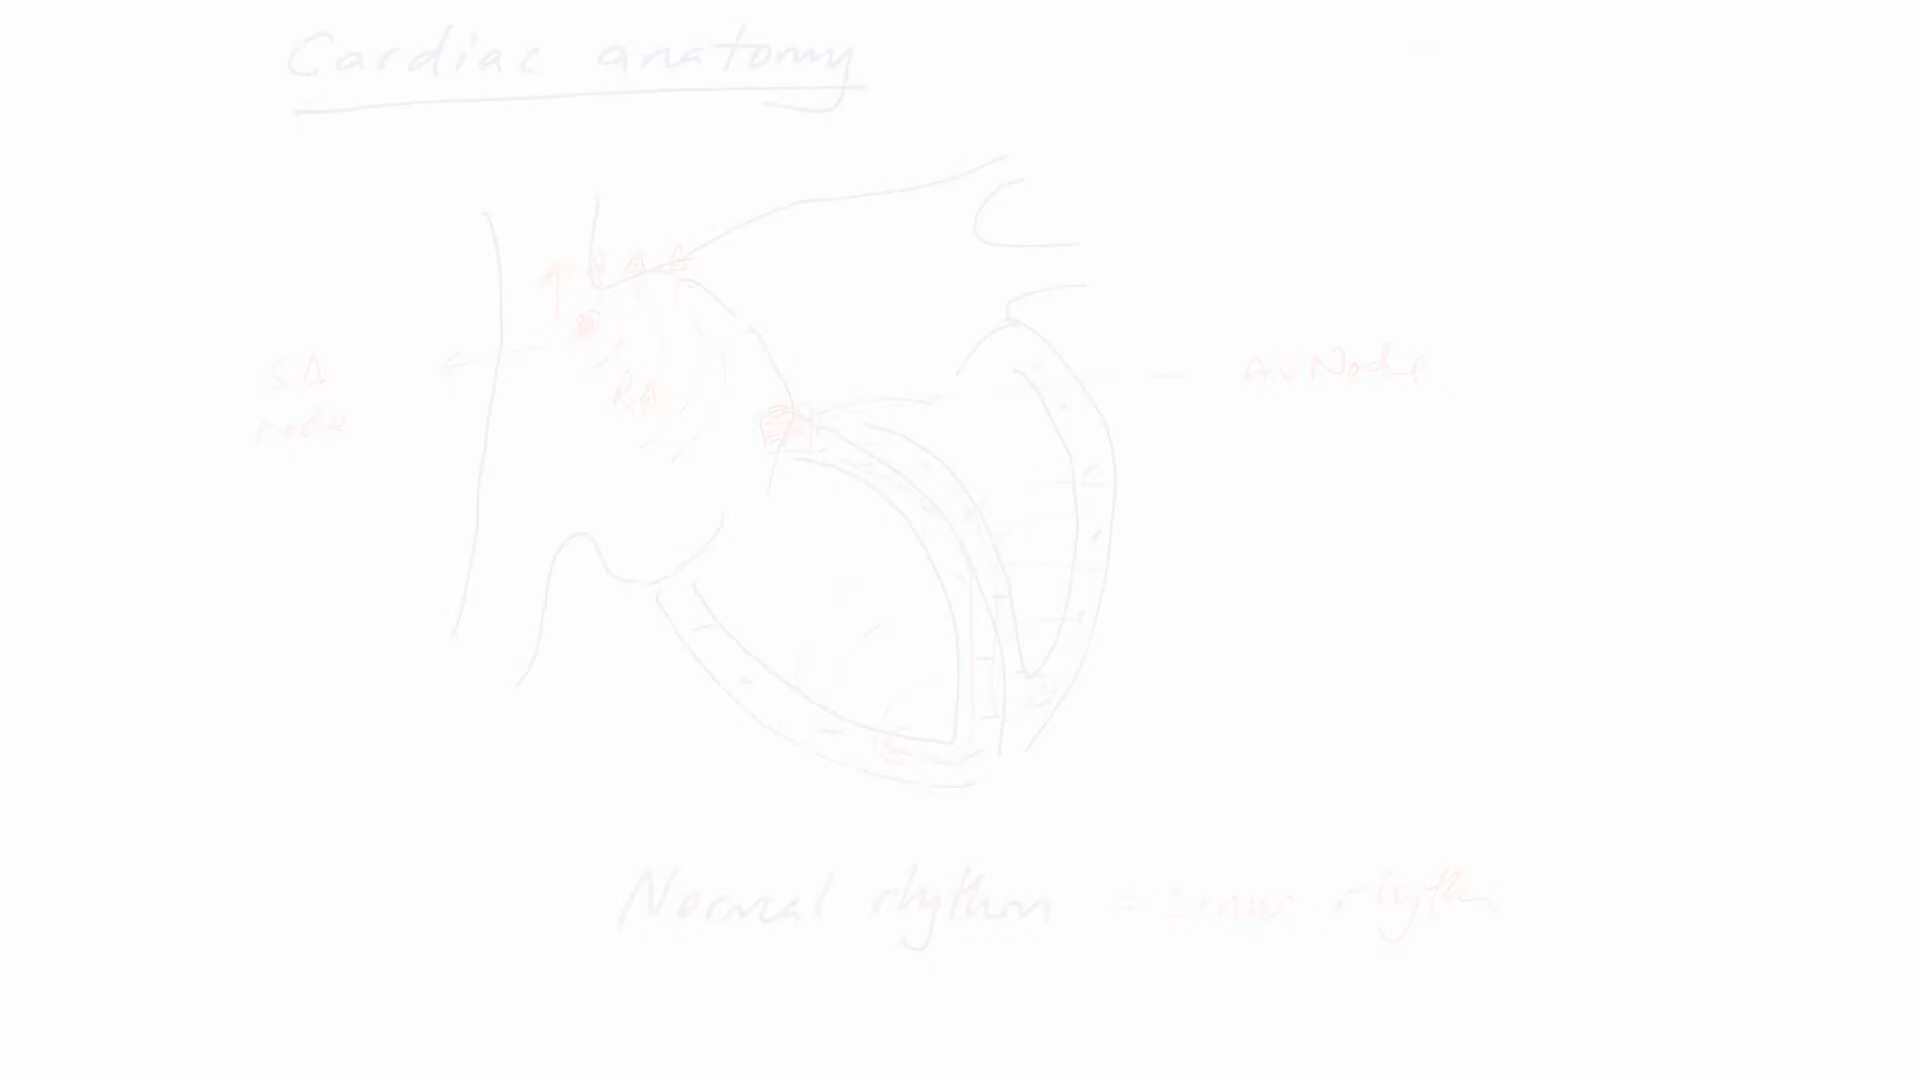 Cardiac anatomy
SA
node
RA
AV Node
Normal rhythm = sinus rhythm